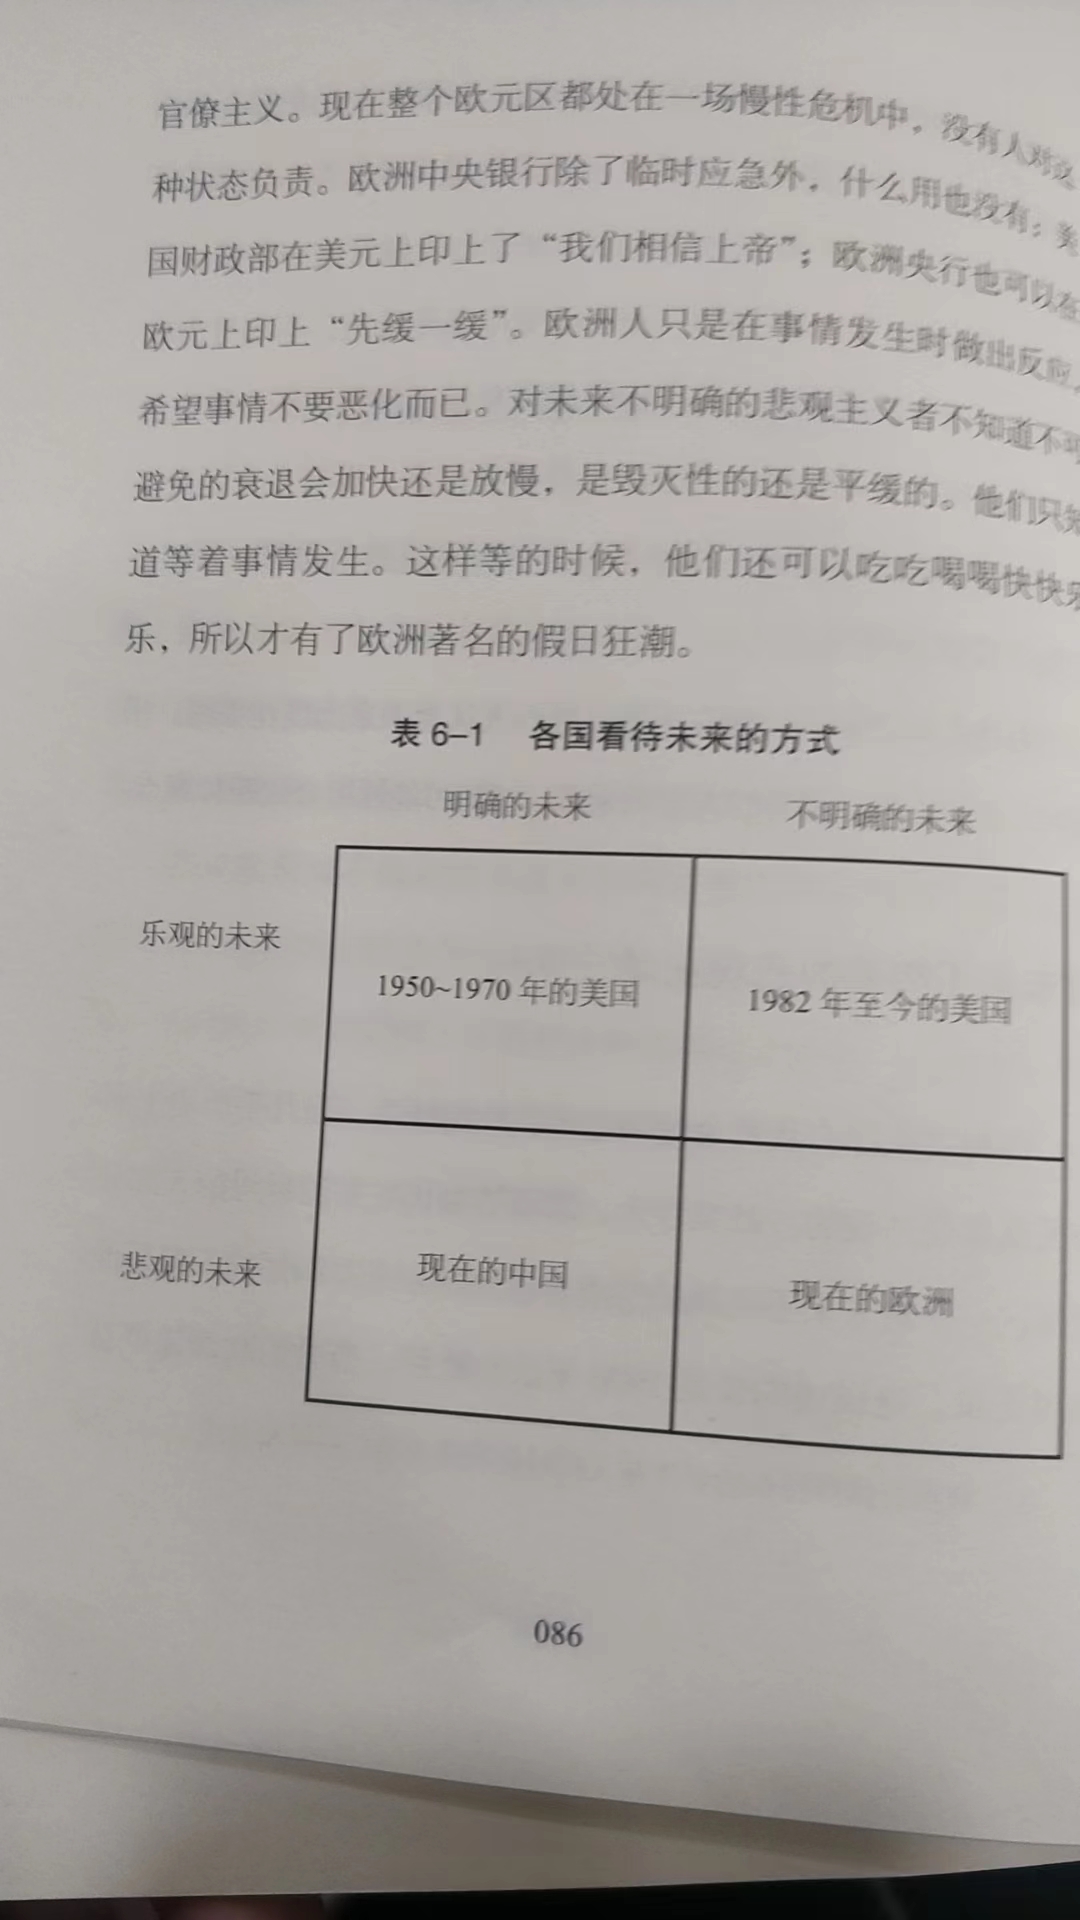 官僚主义。现在整个欧元区都处在一场慢性危机中，没有人对这
种状态负责。欧洲中央银行除了临时应急外，什么用也没有；美
国财政部在美元上印上了“我们相信上帝”；欧洲央行也可以在
欧元上印上“先缓一缓”。欧洲人只是在事情发生时做出反应，
希望事情不要恶化而已。对未来不明确的悲观主义者不知道不可
避免的衰退会加快还是放慢，是毁灭性的还是平缓的。他们只知
道等着事情发生。这样等的时候，他们还可以吃吃喝喝快快乐
乐，所以才有了欧洲著名的假日狂潮。
表 6-1 各国看待未来的方式
明确的未来 不明确的未来
乐观的未来 1950~1970 年的美国 1982 年至今的美国
悲观的未来 现在的中国 现在的欧洲
086